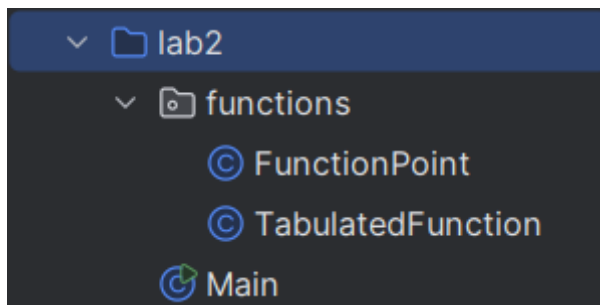 lab2
functions
FunctionPoint
TabulatedFunction
Main